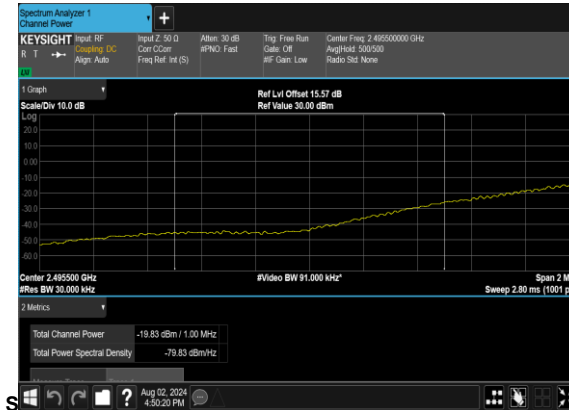 Spectrum Analyzer 1
Channel Power
KEYSIGHT
R T
LXI
Input: RF
Coupling: DC
Align: Auto
Input Z: 50 Ω
Corr CCorr
Freq Ref: Int (S)
Atten: 30 dB
#PNO: Fast
Trig: Free Run
Gate: Off
#IF Gain: Low
Center Freq: 2.495500000 GHz
Avg|Hold: 500/500
Radio Std: None
1 Graph
Scale/Div 10.0 dB
Ref Lvl Offset 15.57 dB
Ref Value 30.00 dBm
Log
20.0
10.0
0.00
-10.0
-20.0
-30.0
-40.0
-50.0
-60.0
Center 2.495500 GHz
#Res BW 30.000 kHz
#Video BW 91.000 kHz*
Span 2 M
Sweep 2.80 ms (1001 p
2 Metrics
Total Channel Power -19.83 dBm / 1.00 MHz
Total Power Spectral Density -79.83 dBm/Hz
S
?
Aug 02, 2024
4:50:20 PM